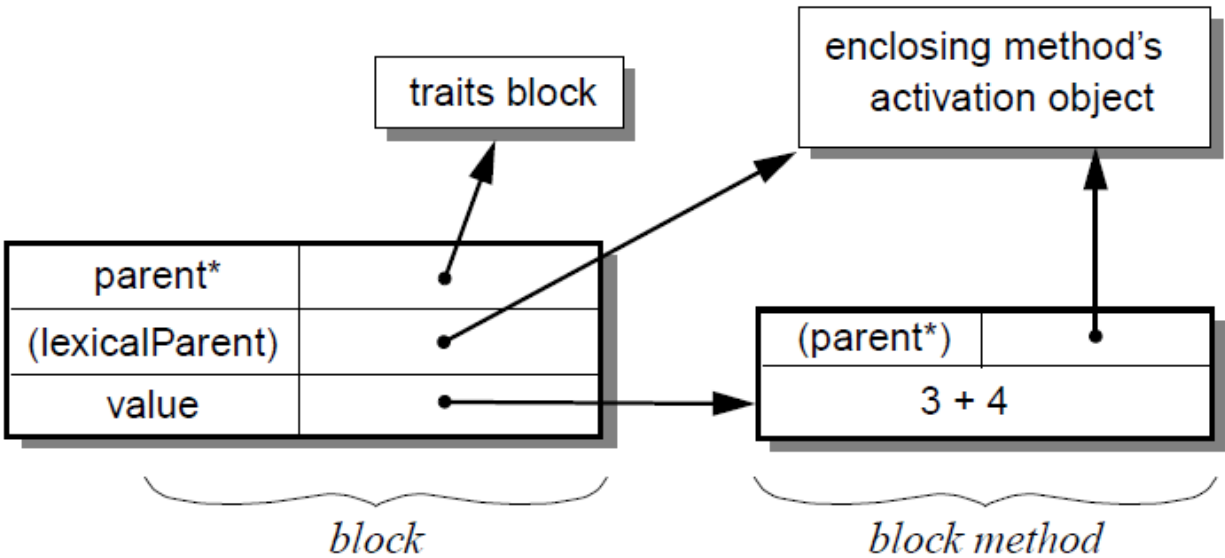 traits block
enclosing method’s
activation object
parent*
(lexicalParent)
value
(parent*)
3 + 4
block
block method